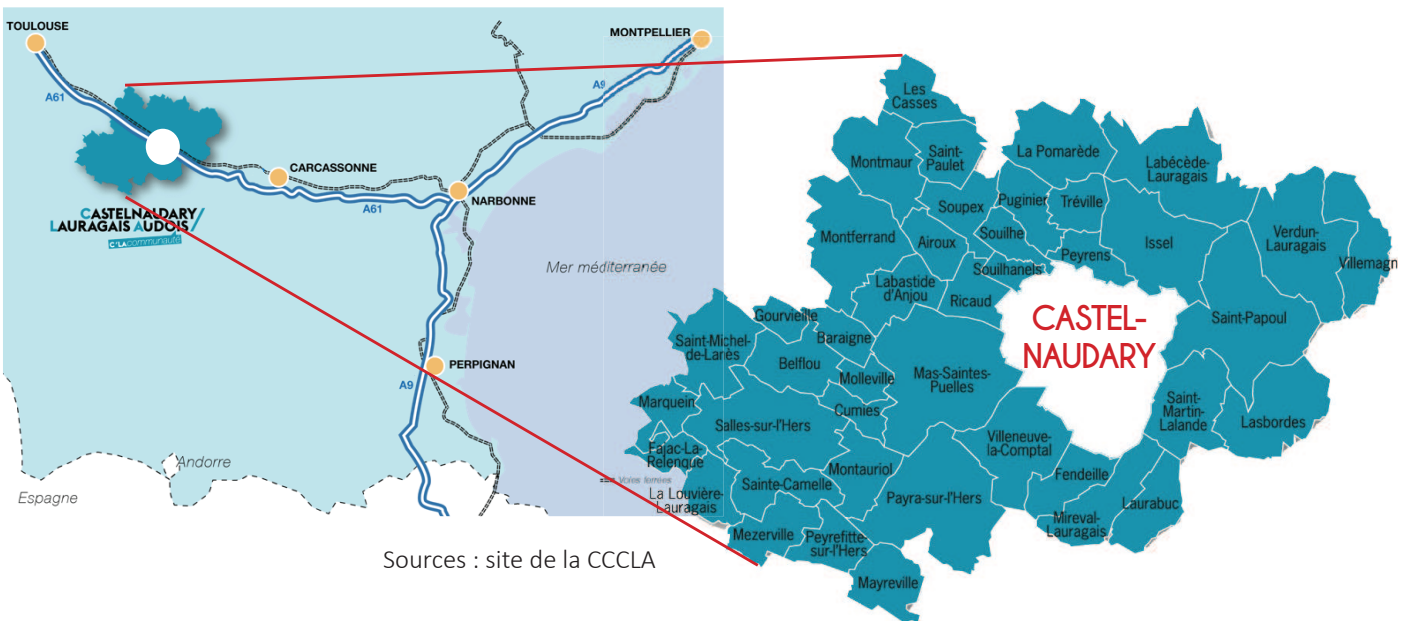 TOULOUSE
MONTPELLIER
A61
A9
CARCASSONNE
A61
NARBONNE
CASTELNAUDARY/
LAURAGAIS AUDOIS/
C'LA communauté
Mer méditerranée
PERPIGNAN
A9
Andorre
Espagne
Voies ferrées
Sources : site de la CCCLA
Les
Casses
Montmaur
Saint-
Paulet
La Pomarède
Labécède-
Lauragais
Soupex
Puginier
Tréville
Montferrand
Airoux
Souilhe
Issel
Verdun-
Lauragais
Villemagn
Peyrens
Souilhanels
Labastide
d'Anjou
Ricaud
CASTEL-
NAUDARY
Saint-Papoul
Gourvieille
Saint-Michel-
de-Lanès
Baraigne
Belflou
Molleville
Mas-Saintes-
Puelles
Marquein
Cumies
Salles-sur-l'Hers
Saint-
Martin-
Lalande
Lasbordes
Villeneuve-
la-Comptal
Fajac-La-
Relenque
Montauriol
Fendeille
Sainte-Camelle
La Louvière-
Lauragais
Payra-sur-l'Hers
Laurabuc
Mireval-
Lauragais
Mezerville
Peyrefitte-
sur-l'Hers
Mayreville